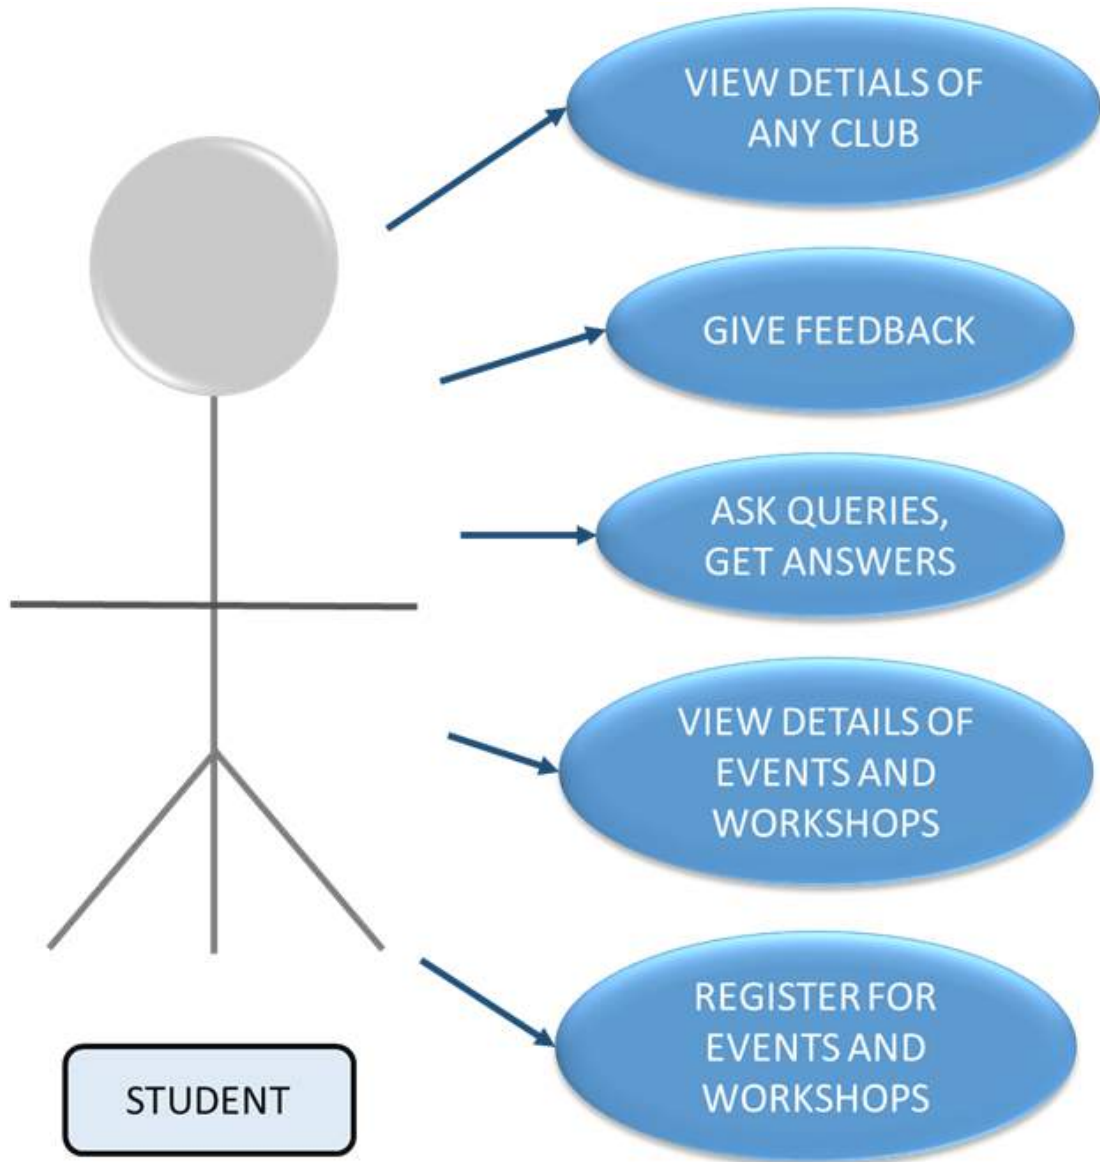 VIEW DETIALS OF
ANY CLUB
GIVE FEEDBACK
ASK QUERIES,
GET ANSWERS
VIEW DETAILS OF
EVENTS AND
WORKSHOPS
REGISTER FOR
EVENTS AND
WORKSHOPS
STUDENT